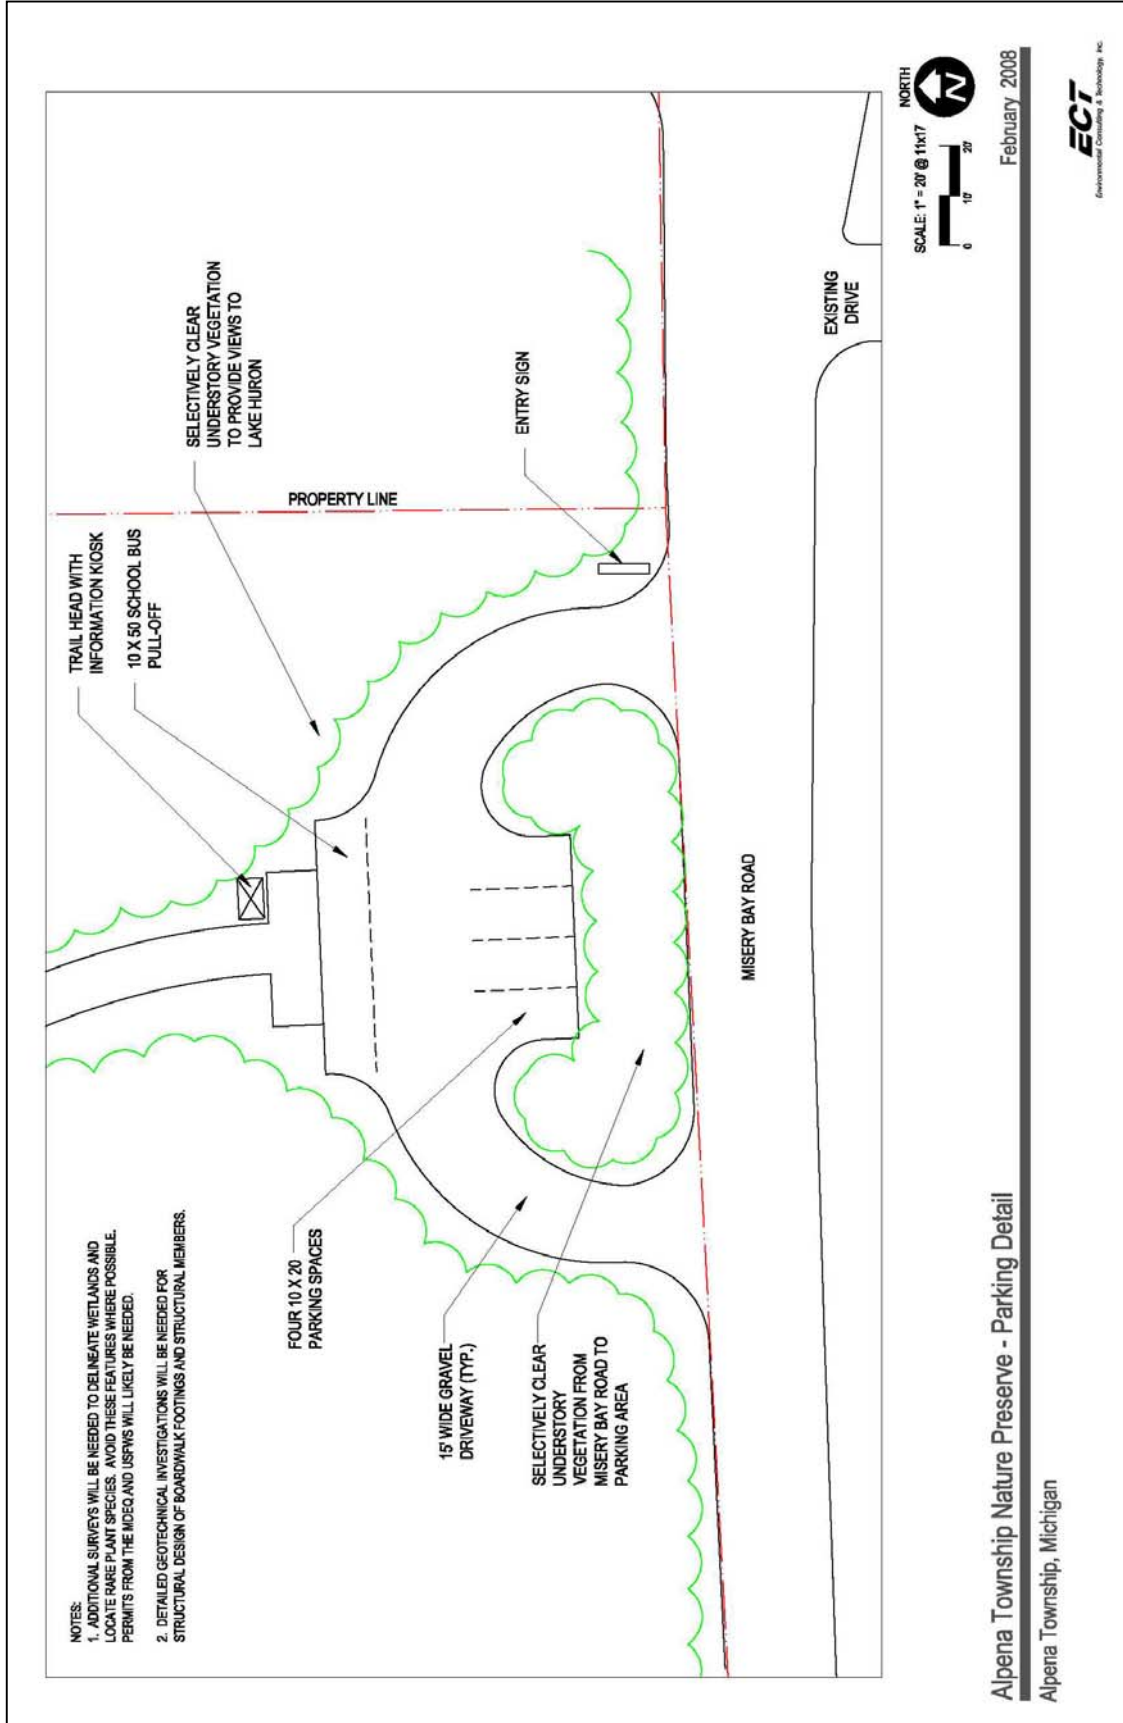 NOTES:
1. ADDITIONAL SURVEYS WILL BE NEEDED TO DELINEATE WETLANDS AND
LOCATE RARE PLANT SPECIES. AVOID THESE FEATURES WHERE POSSIBLE.
PERMITS FROM THE MDEQ AND USFWS WILL LIKELY BE NEEDED.
2. DETAILED GEOTECHNICAL INVESTIGATIONS WILL BE NEEDED FOR
STRUCTURAL DESIGN OF BOARDWALK FOOTINGS AND STRUCTURAL MEMBERS.
TRAIL HEAD WITH
INFORMATION KIOSK
10 X 50 SCHOOL BUS
PULL-OFF
SELECTIVELY CLEAR
UNDERSTORY VEGETATION
TO PROVIDE VIEWS TO
LAKE HURON
PROPERTY LINE
FOUR 10 X 20
PARKING SPACES
15' WIDE GRAVEL
DRIVEWAY (TYP.)
SELECTIVELY CLEAR
UNDERSTORY
VEGETATION FROM
MISERY BAY ROAD TO
PARKING AREA
ENTRY SIGN
MISERY BAY ROAD
EXISTING
DRIVE
NORTH
N
SCALE: 1" = 20' @ 11x17
0 10' 20'
Alpena Township Nature Preserve - Parking Detail
February 2008
Alpena Township, Michigan
ECT
Environmental Consulting & Technology, Inc.